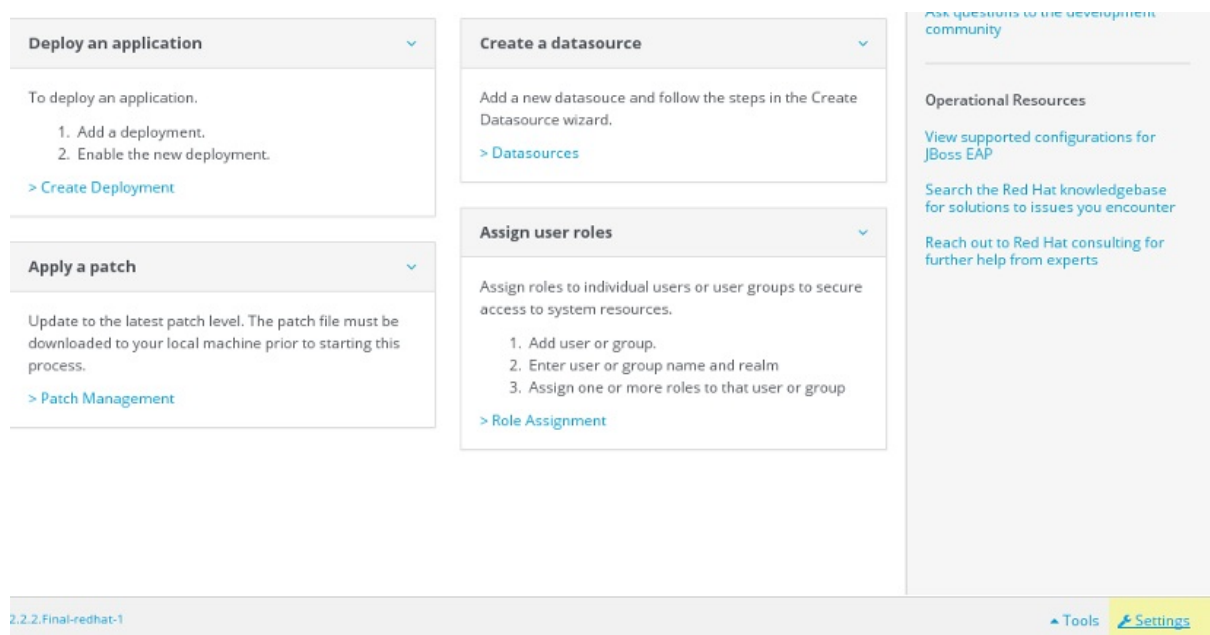 Deploy an application
To deploy an application.
1. Add a deployment.
2. Enable the new deployment.
> Create Deployment
Apply a patch
Update to the latest patch level. The patch file must be
downloaded to your local machine prior to starting this
process.
> Patch Management
Create a datasource
Add a new datasouce and follow the steps in the Create
Datasource wizard.
> Datasources
Assign user roles
Assign roles to individual users or user groups to secure
access to system resources.
1. Add user or group.
2. Enter user or group name and realm
3. Assign one or more roles to that user or group
> Role Assignment
Ask questions to the development
community
Operational Resources
View supported configurations for
JBoss EAP
Search the Red Hat knowledgebase
for solutions to issues you encounter
Reach out to Red Hat consulting for
further help from experts
2.2.2.Final-redhat-1
Tools
Settings